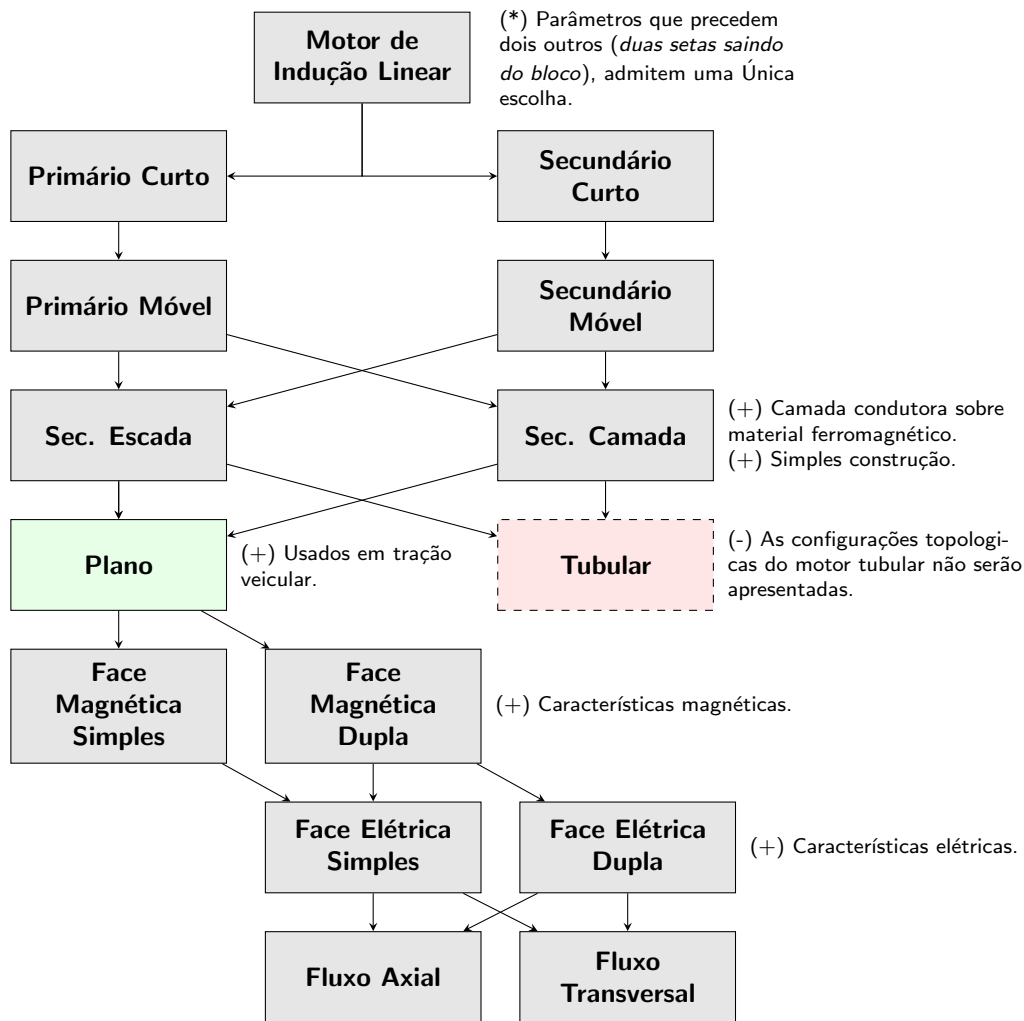 Motor de
Indução Linear
(*) Parâmetros que precedem
dois outros (duas setas saindo
do bloco), admitem uma Única
escolha.
Primário Curto
Secundário
Curto
Primário Móvel
Secundário
Móvel
Sec. Escada
Sec. Camada
(+) Camada condutora sobre
material ferromagnético.
(+) Simples construção.
Plano
(+) Usados em tração
veicular.
Tubular
(-) As configurações topologi-
cas do motor tubular não serão
apresentadas.
Face
Magnética
Simples
Face
Magnética
Dupla
(+) Característías magnéticas.
Face Elétrica
Simples
Face Elétrica
Dupla
(+) Característías elétricas.
Fluxo Axial
Fluxo
Transversal